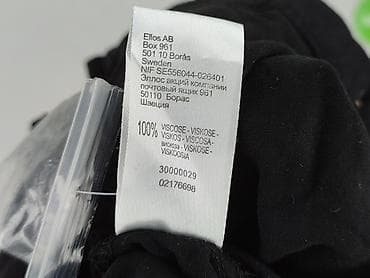 Ellos AB
Box 961
501 10 Borås
Sweden
NIF SE556044-026401
Эллос акций компании
почтовый ящик 961
50110 Борас
Швеция
100% VISCOSE - VISKOSE -
VISKOS - VISCOSA -
вискоза - VISKOSE -
VISKOOSIA
30000029
02176698